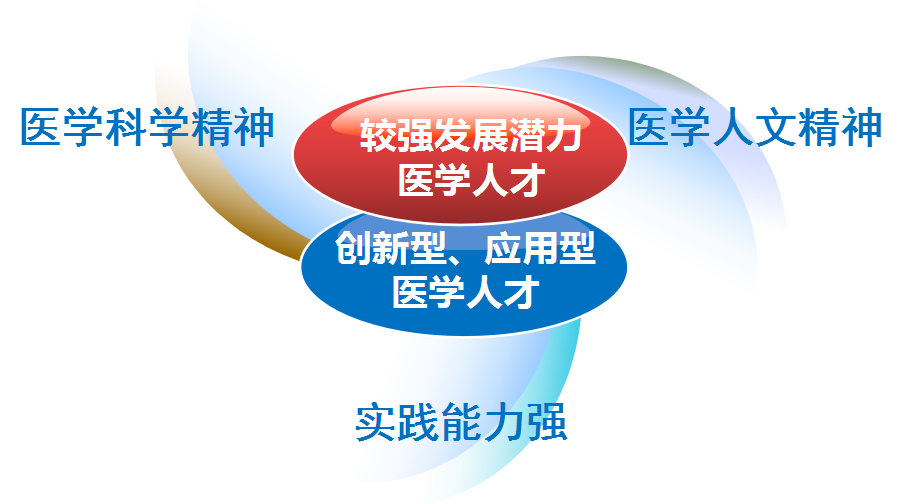 医学科学精神
医学人文精神
较强发展潜力
医学人才
创新型、应用型
医学人才
实践能力强